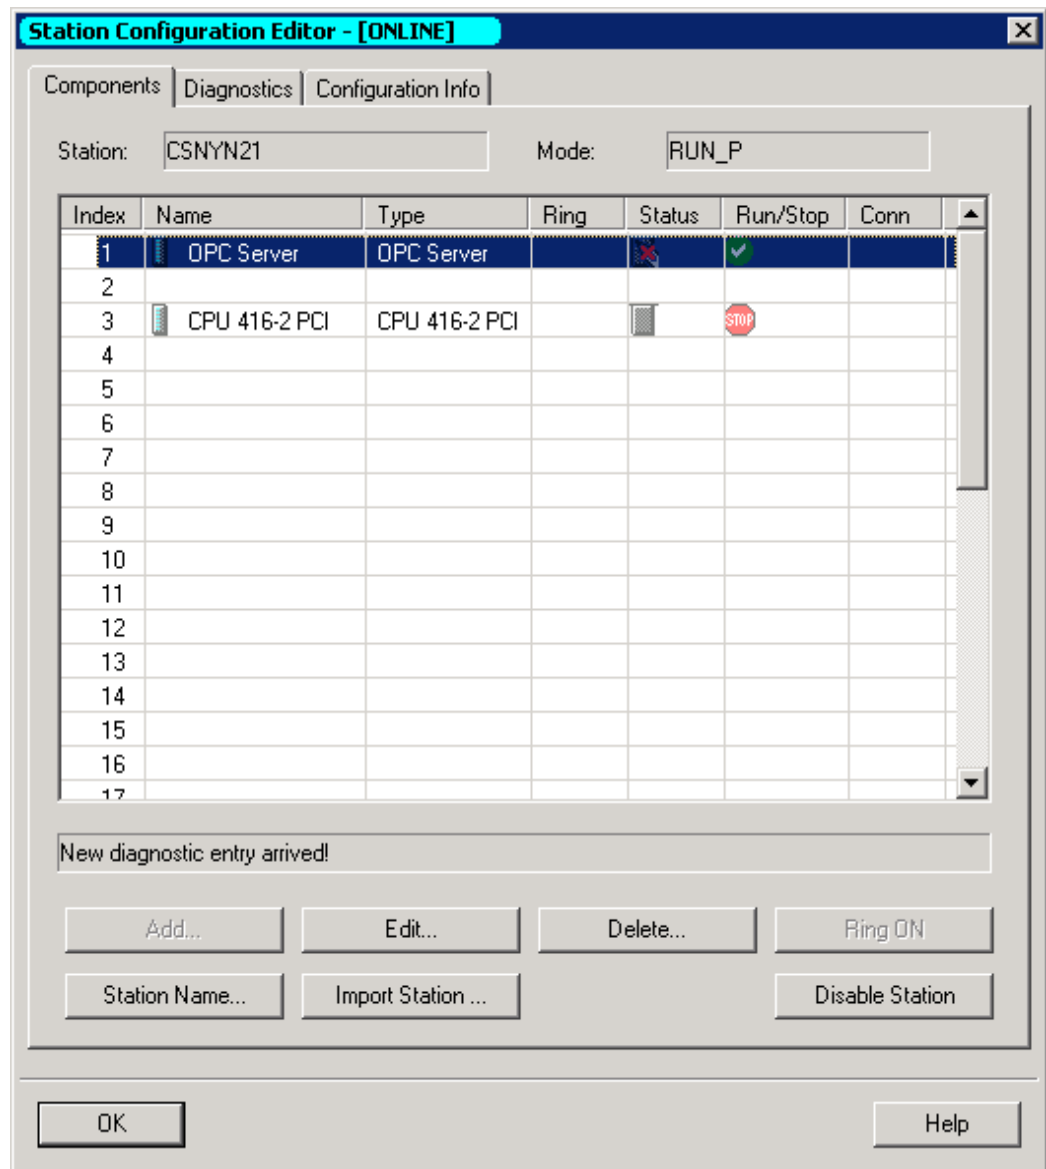 Station Configuration Editor - [ONLINE]
Components Diagnostics Configuration Info
Station: CSNYN21 Mode: RUN_P
Index Name Type Ring Status Run/Stop Conn
1 OPC Server OPC Server
2
3 CPU 416-2 PCI CPU 416-2 PCI STOP
4
5
6
7
8
9
10
11
12
13
14
15
16
17
New diagnostic entry arrived!
Add... Edit... Delete... Ring ON
Station Name... Import Station ... Disable Station
OK Help